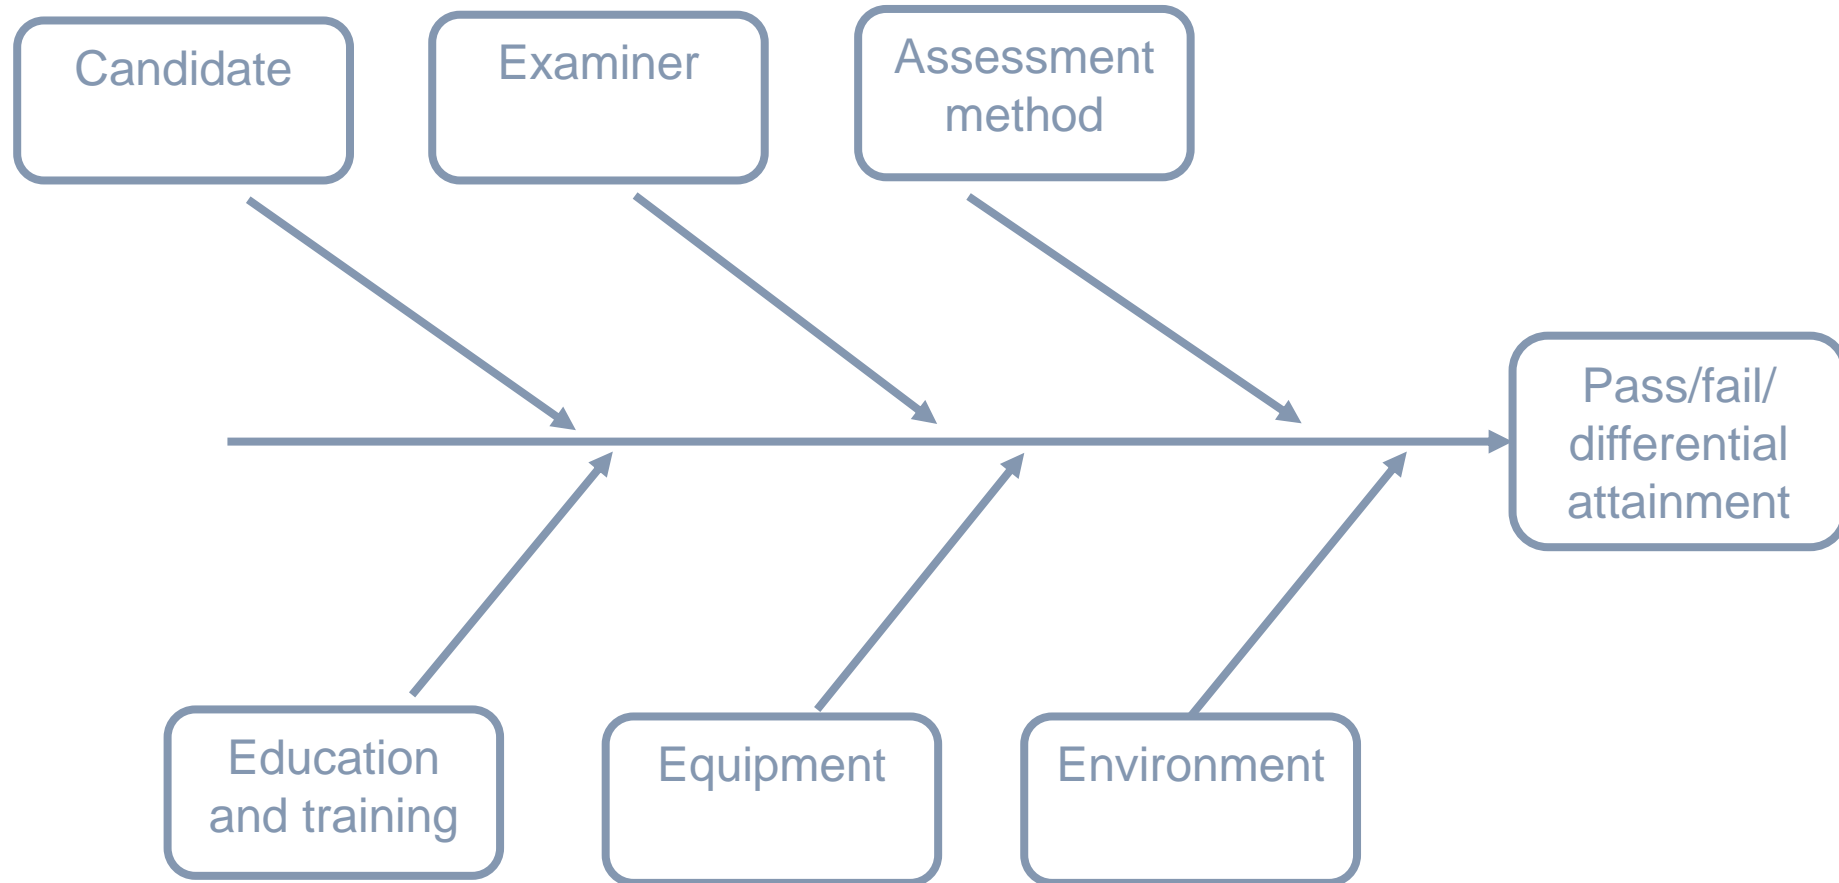 Candidate
Examiner
Assessment
method
Pass/fail/
differential
attainment
Education
and training
Equipment
Environment